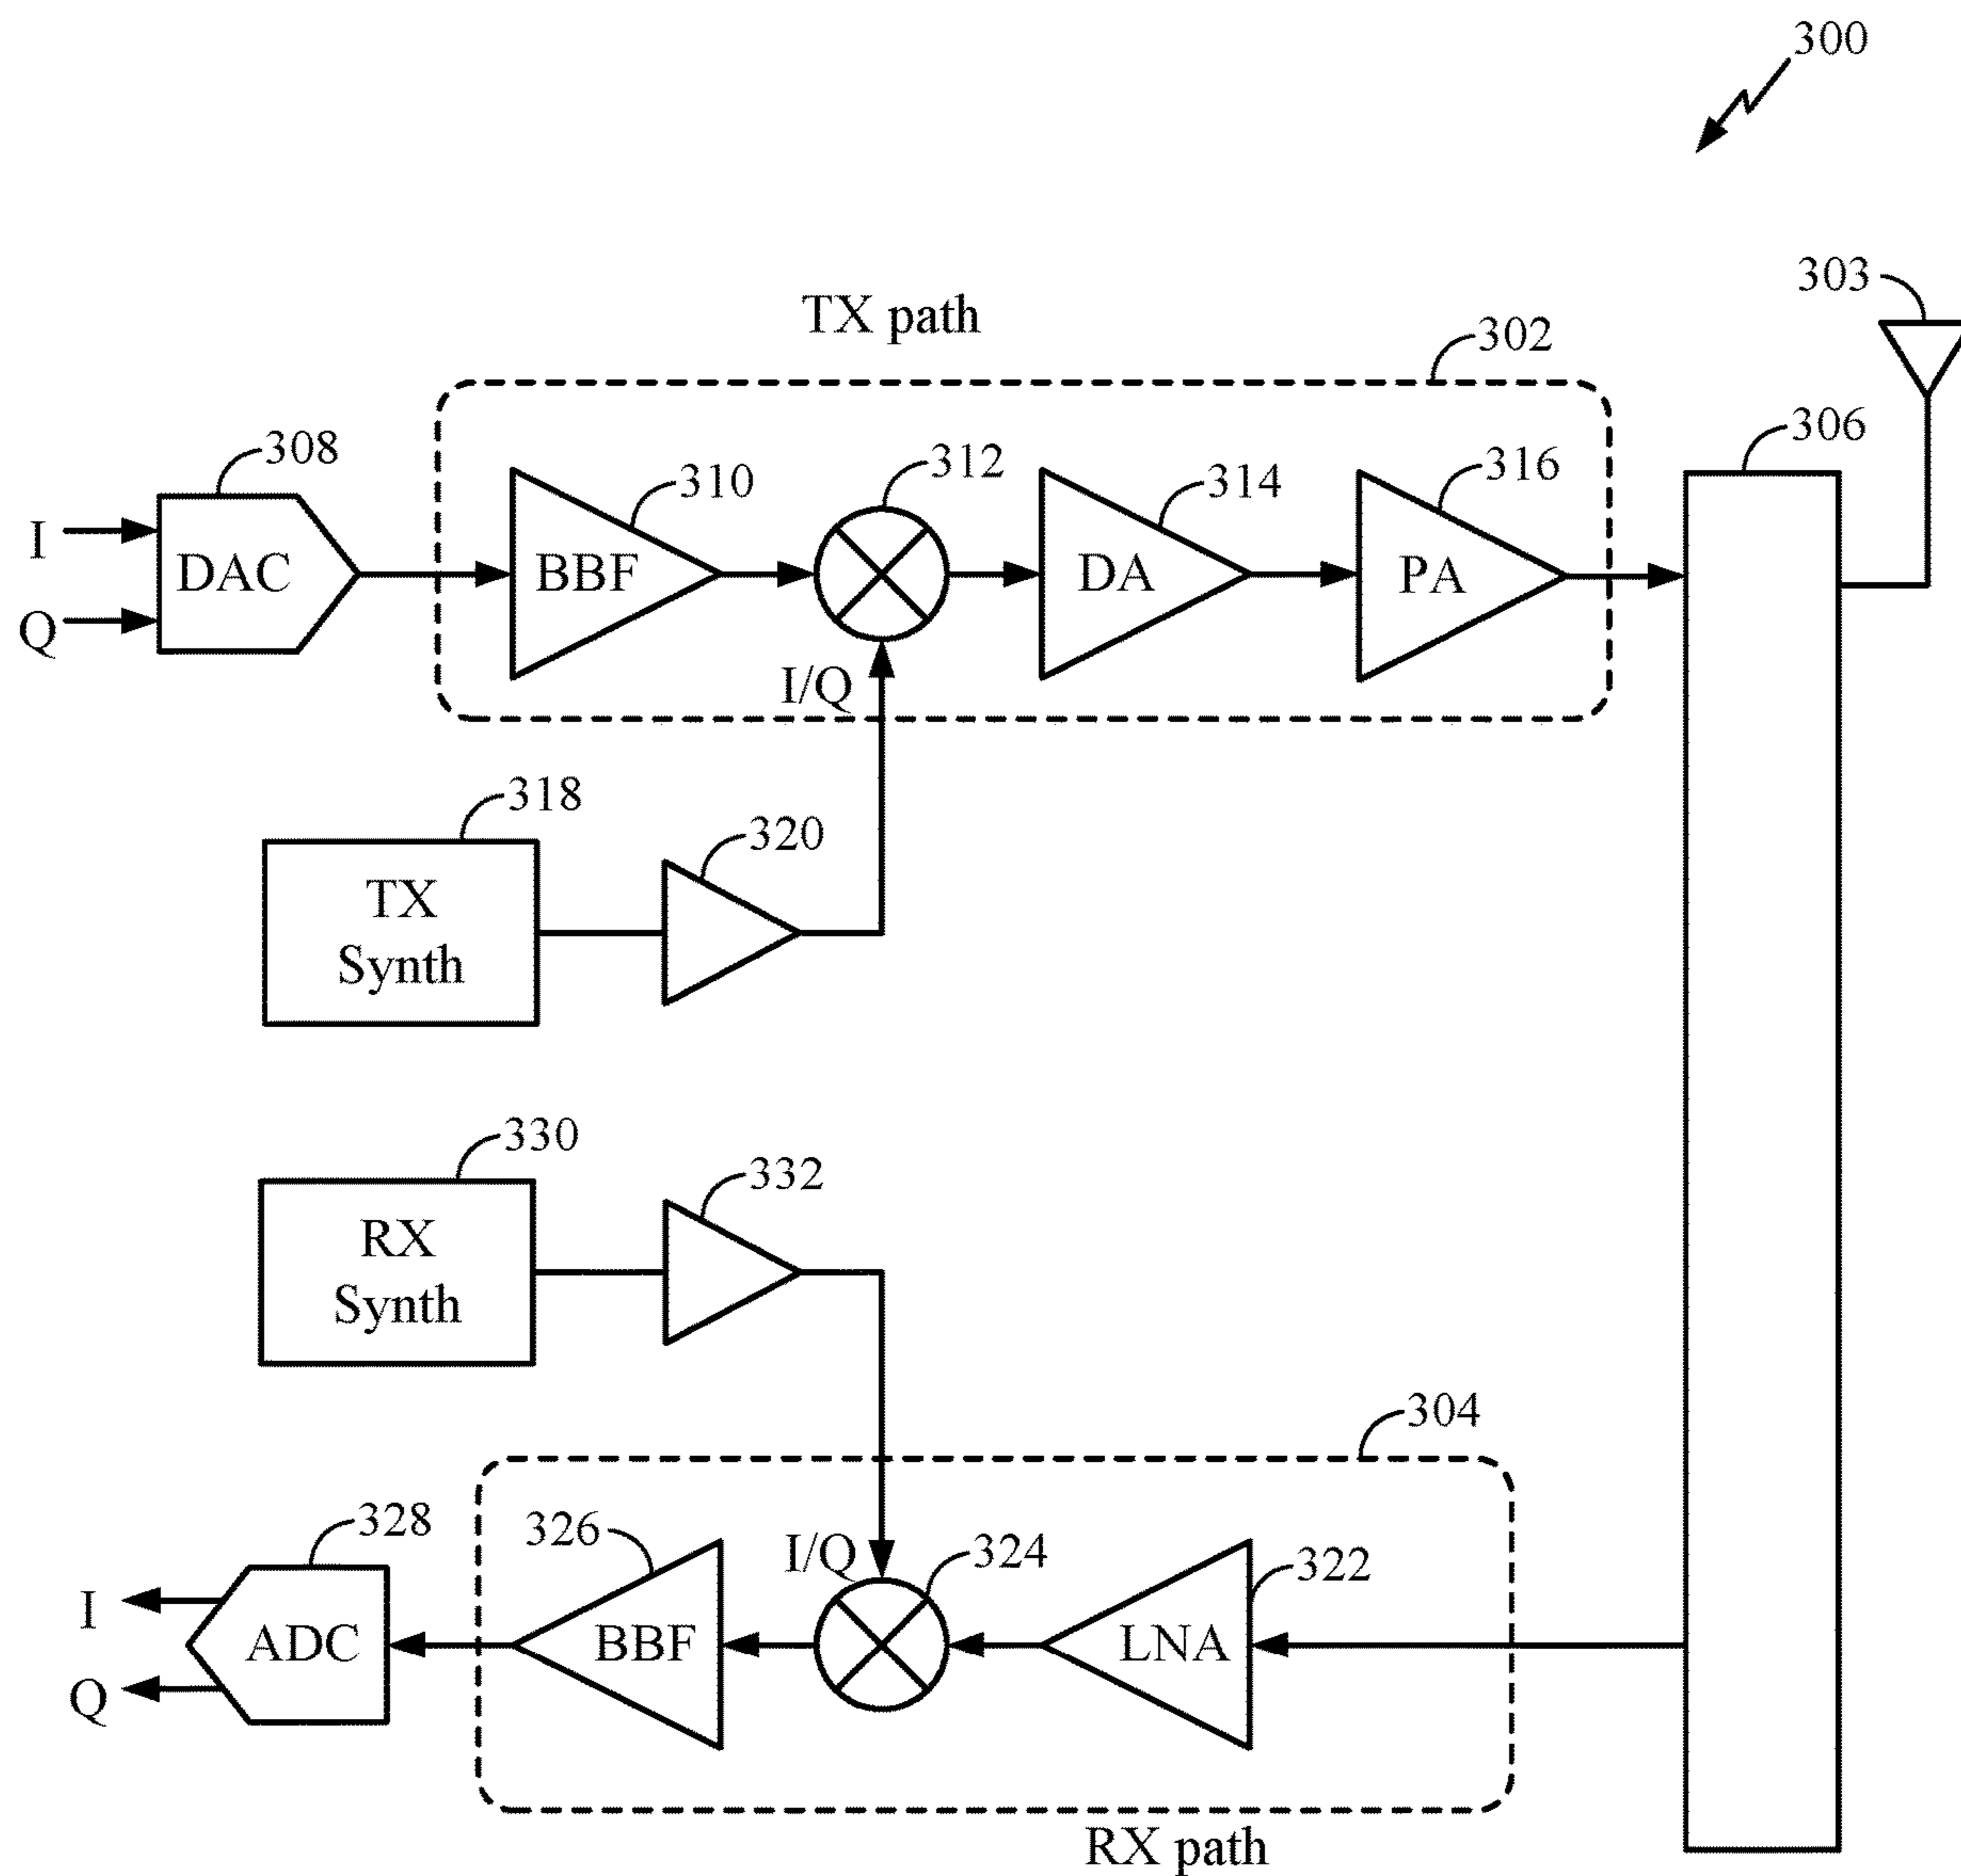 300
303
TX path
302
306
308
310
312
314
316
I
DAC
BBF
DA
PA
Q
I/Q
318
320
TX
Synth
330
332
RX
Synth
304
328
326
I/Q
324
322
I
ADC
BBF
LNA
Q
RX path